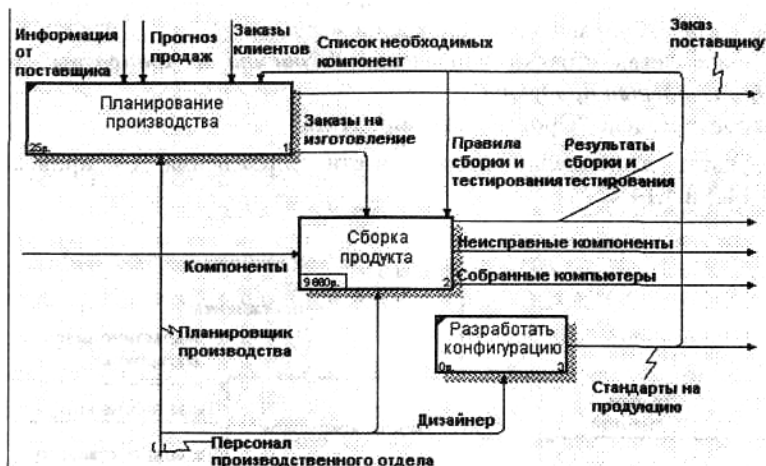 Информация
от
поставщика
Прогноз
продаж
Заказы
клиентов
Список необходимых
компонент
Заказ
поставщику
Планирование
производства
25р.
1
Заказы на
изготовление
Правила
сборки и
тестирования
Результаты
сборки и
тестирования
Сборка
продукта
9860р.
2
Компоненты
Неисправные компоненты
Собранные компьютеры
Планировщик
производства
Разработать
конфигурацию
0р.
3
Стандарты на
продукцию
Дизайнер
Персонал
производственного отдела